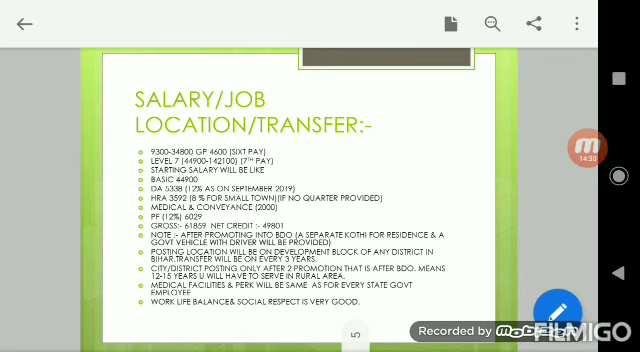 SALARY/JOB
LOCATION/TRANSFER:-
9300-34800 GP 4600 (SIXT PAY)
LEVEL 7 (44900-142100) (7TH PAY)
STARTING SALARY WILL BE LIKE
BASIC 44900
DA 5338 (12% AS ON SEPTEMBER 2019)
HRA 3592 (8 % FOR SMALL TOWN)(IF NO QUARTER PROVIDED)
MEDICAL & CONVEYANCE (2000)
PF (12%) 6029
GROSS:- 61859 NET CREDIT :- 49801
NOTE :- AFTER PROMOTING INTO BDO (A SEPARATE KOTHI FOR RESIDENCE & A
GOVT VEHICLE WITH DRIVER WILL BE PROVIDED)
POSTING LOCATION WILL BE ON DEVELOPMENT BLOCK OF ANY DISTRICT IN
BIHAR.TRANSFER WILL BE ON EVERY 3 YEARS.
CITY/DISTRICT POSTING ONLY AFTER 2 PROMOTION THAT IS AFTER BDO. MEANS
12-15 YEARS U WILL HAVE TO SERVE IN RURAL AREA.
MEDICAL FACILITIES & PERK WILL BE SAME AS FOR EVERY STATE GOVT
EMPLOYEE
WORK LIFE BALANCE& SOCIAL RESPECT IS VERY GOOD.
5
14:30
Recorded by mobizen
FILMIGO